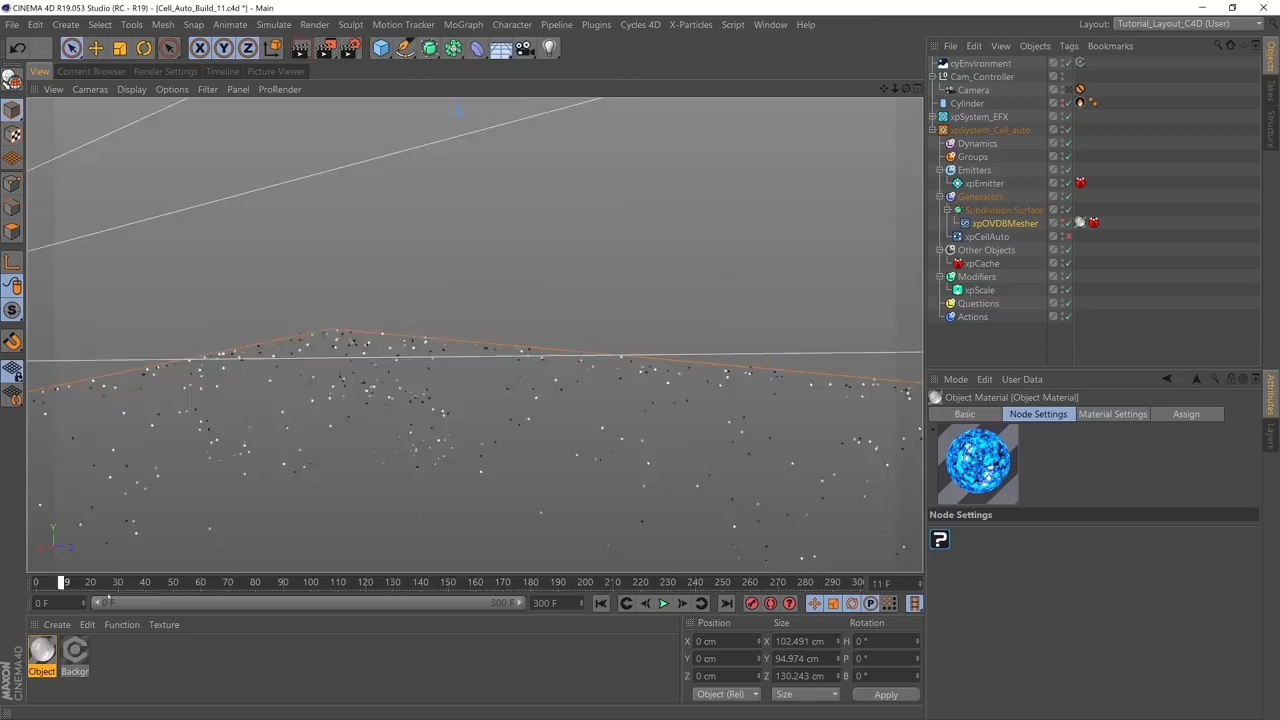 CINEMA 4D R19.053 Studio (RC - R19) - [Cell_Auto_Build_11.c4d *] - Main
File Edit Create Select Tools Mesh Snap Animate Simulate Render Sculpt Motion Tracker MoGraph Character Pipeline Plugins Cycles 4D X-Particles Script Window Help Layout: Tutorial_Layout_C4D (User)
X Y Z
File Edit View Objects Tags Bookmarks
View Content Browser Render Settings Timeline Picture Viewer
View Cameras Display Options Filter Panel ProRender
cyEnvironment
Cam_Controller
Camera
Cylinder
xpSystem_EFX
xpSystem_Cell_auto
Dynamics
Groups
Emitters
xpEmitter
Generators
Subdivision Surface
xpOVDBMesher
xpCellAuto
Other Objects
xpCache
Modifiers
xpScale
Questions
Actions
Objects
Takes
Structure
Mode Edit User Data
Object Material [Object Material]
Basic Node Settings Material Settings Assign
Node Settings
?
Attributes
Layers
Y
Z
0 9 20 30 40 50 60 70 80 90 100 110 120 130 140 150 160 170 180 190 200 210 220 230 240 250 260 270 280 290 30 11 F
0 F 0 F 300 F 300 F
Create Edit Function Texture
Object Backgr
Position Size Rotation
X 0 cm X 102.491 cm H 0 °
Y 0 cm Y 94.974 cm P 0 °
Z 0 cm Z 130.243 cm B 0 °
Object (Rel) Size Apply
MAXON CINEMA 4D